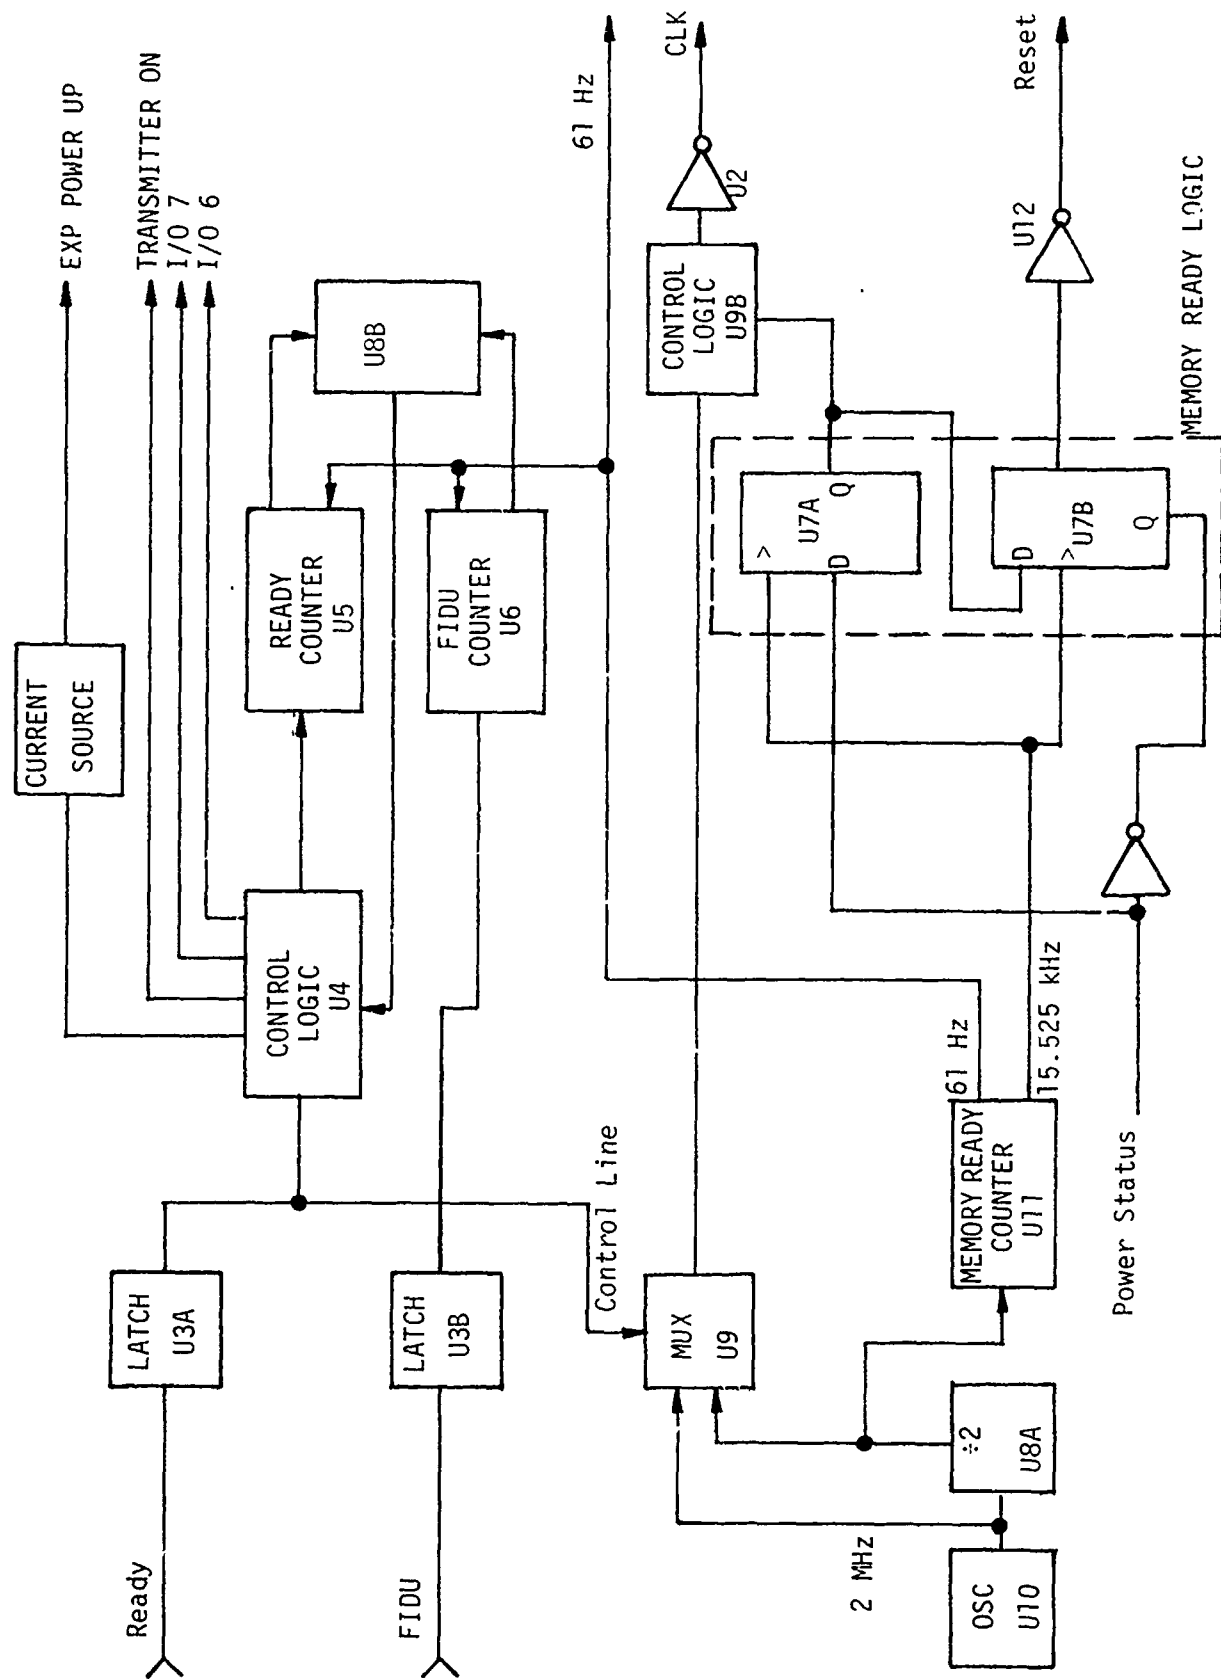 Ready
LATCH
U3A
FIDU
LATCH
U3B
Control Line
CONTROL
LOGIC
U4
CURRENT
SOURCE
EXP POWER UP
TRANSMITTER ON
I/O 7
I/O 6
READY
COUNTER
U5
FIDU
COUNTER
U6
U8B
61 Hz
OSC
U10
2 MHz
÷2
U8A
MUX
U9
MEMORY READY
COUNTER
U11
61 Hz
15.525 kHz
Power Status
D
U7A
Q
D
U7B
Q
MEMORY READY LOGIC
CONTROL
LOGIC
U9B
U2
CLK
U12
Reset